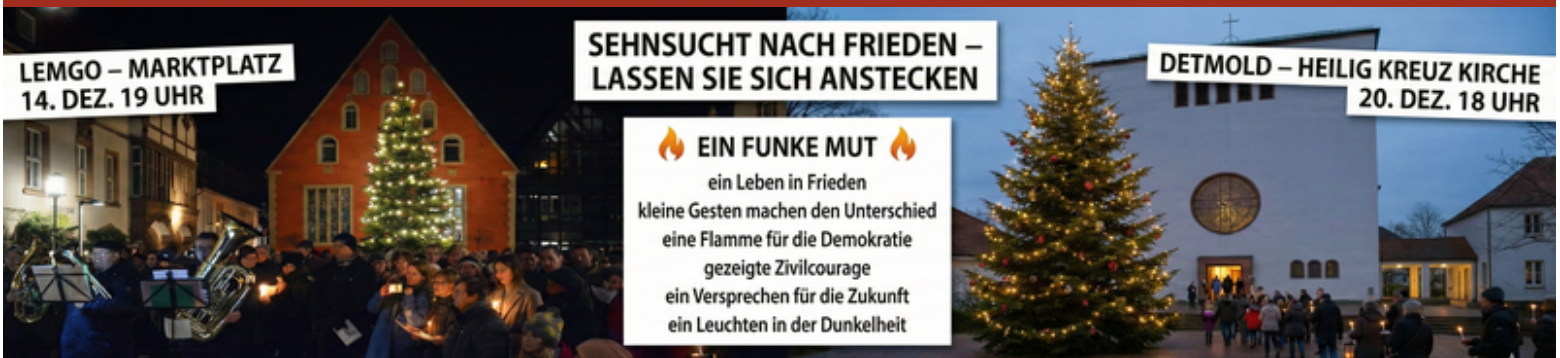 LEMGO – MARKTPLATZ
14. DEZ. 19 UHR
SEHNSUCHT NACH FRIEDEN –
LASSEN SIE SICH ANSTECKEN
🔥 EIN FUNKE MUT 🔥
ein Leben in Frieden
kleine Gesten machen den Unterschied
eine Flamme für die Demokratie
gezeigte Zivilcourage
ein Versprechen für die Zukunft
ein Leuchten in der Dunkelheit
DETMOLD – HEILIG KREUZ KIRCHE
20. DEZ. 18 UHR